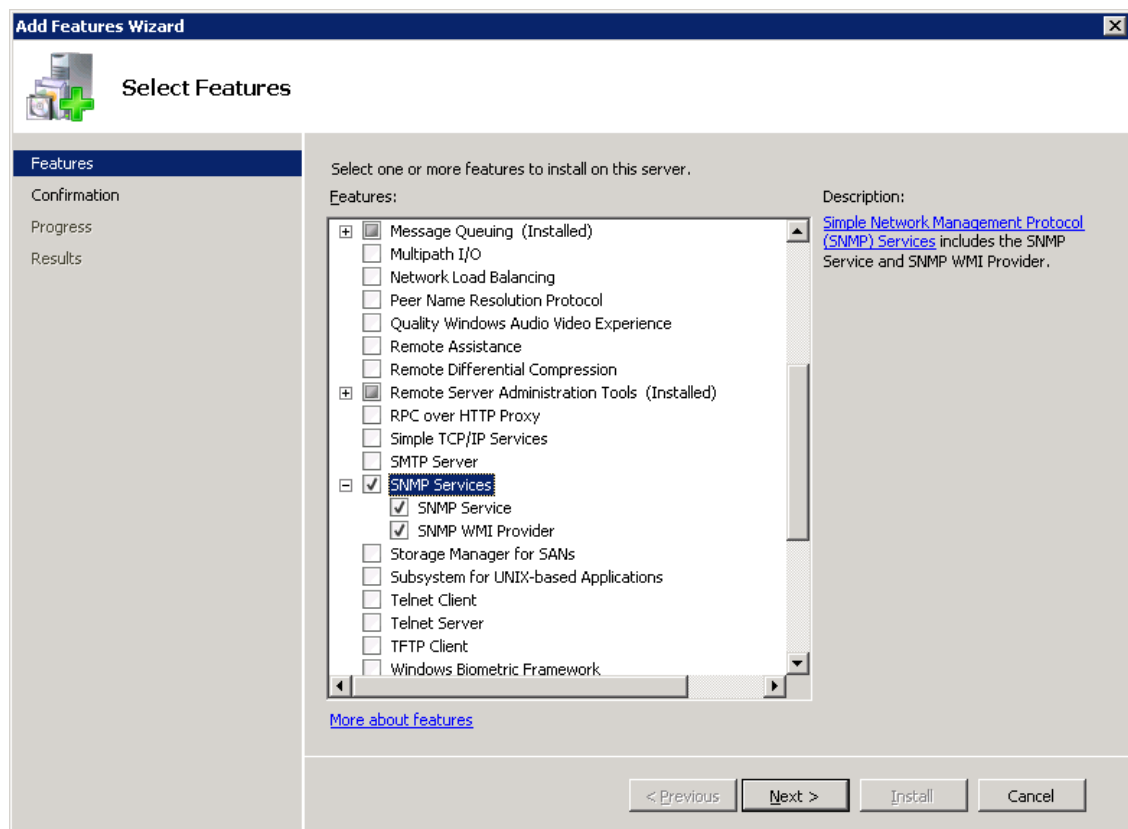 Add Features Wizard
Select Features
Features
Confirmation
Progress
Results
Select one or more features to install on this server.
Features:
Message Queuing (Installed)
Multipath I/O
Network Load Balancing
Peer Name Resolution Protocol
Quality Windows Audio Video Experience
Remote Assistance
Remote Differential Compression
Remote Server Administration Tools (Installed)
RPC over HTTP Proxy
Simple TCP/IP Services
SMTP Server
SNMP Services
SNMP Service
SNMP WMI Provider
Storage Manager for SANs
Subsystem for UNIX-based Applications
Telnet Client
Telnet Server
TFTP Client
Windows Biometric Framework
More about features
Description:
Simple Network Management Protocol
(SNMP) Services includes the SNMP
Service and SNMP WMI Provider.
< Previous
Next >
Install
Cancel